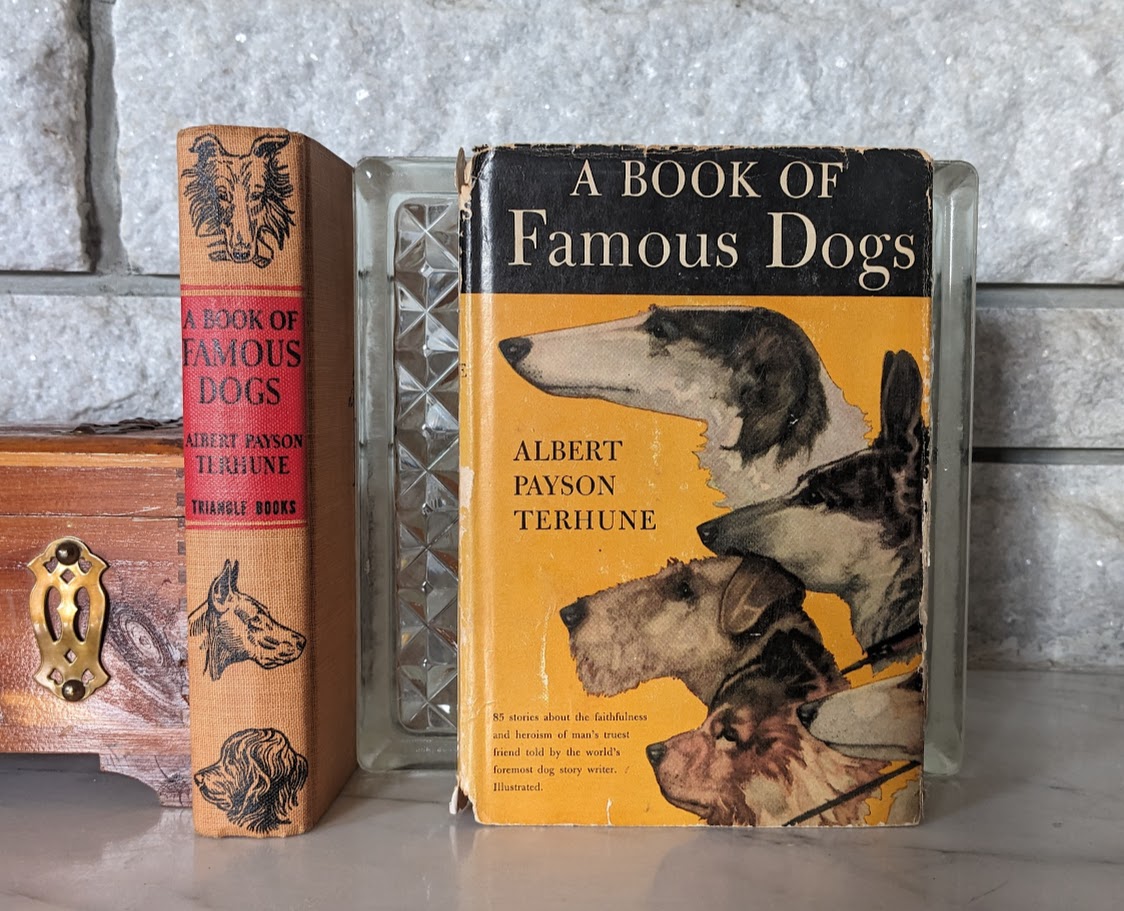 A BOOK OF
FAMOUS
DOGS
ALBERT PAYSON
TERHUNE
TRIANGLE BOOKS
A BOOK OF
Famous Dogs
ALBERT
PAYSON
TERHUNE
85 stories about the faithfulness
and heroism of man's truest
friend told by the world's
foremost dog story writer.
Illustrated.